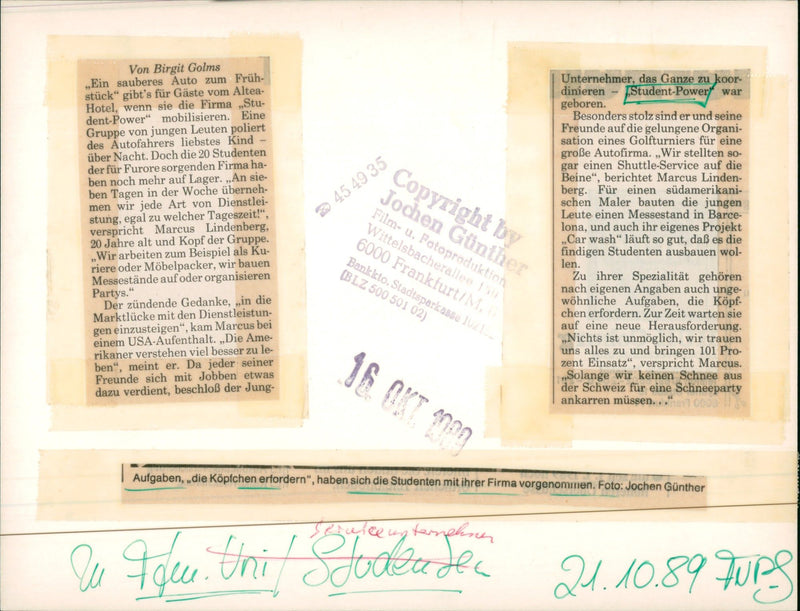 Von Birgit Golms
„Ein sauberes Auto zum Früh-
stück“ gibt's für Gäste vom Altea-
Hotel, wenn sie die Firma „Stu-
dent-Power“ mobilisieren. Eine
Gruppe von jungen Leuten poliert
des Autofahrers liebstes Kind –
über Nacht. Doch die 20 Studenten
der für Furore sorgenden Firma ha-
ben noch mehr auf Lager. „An sie-
ben Tagen in der Woche überneh-
men wir jede Art von Dienstlei-
stung, egal zu welcher Tageszeit!“,
verspricht Marcus Lindenberg,
20 Jahre alt und Kopf der Gruppe.
„Wir arbeiten zum Beispiel als Ku-
riere oder Möbelpacker, wir bauen
Messestände auf oder organisieren
Partys.“
Der zündende Gedanke, „in die
Marktlücke mit den Dienstleistun-
gen einzusteigen“, kam Marcus bei
einem USA-Aufenthalt. „Die Ame-
rikaner verstehen viel besser zu le-
ben“, meint er. Da jeder seiner
Freunde sich mit Jobben etwas
dazu verdient, beschloß der Jung-
Unternehmer, das Ganze zu koor-
dinieren – „Student-Power“ war
geboren.
Besonders stolz sind er und seine
Freunde auf die gelungene Organi-
sation eines Golfturniers für eine
große Autofirma. „Wir stellten so-
gar einen Shuttle-Service auf die
Beine“, berichtet Marcus Linden-
berg. Für einen südamerikani-
schen Maler bauten die jungen
Leute einen Messestand in Barce-
lona, und auch ihr eigenes Projekt
„Car wash“ läuft so gut, daß es die
findigen Studenten ausbauen wol-
len.
Zu ihrer Spezialität gehören
nach eigenen Angaben auch unge-
wöhnliche Aufgaben, die Köpf-
chen erfordern. Zur Zeit warten sie
auf eine neue Herausforderung.
„Nichts ist unmöglich, wir trauen
uns alles zu und bringen 101 Pro-
zent Einsatz“, verspricht Marcus.
„Solange wir keinen Schnee aus
der Schweiz für eine Schneeparty
ankarren müssen. . .“
☎ 45 49 35
Copyright by
Jochen Günther
Film- u. Fotoproduktion
Wittelsbacherallee
6000 Frankfurt/M.
Bankkto. Stadtsparkasse
(BLZ 500 501 02)
16. OKT. 1989
Aufgaben, „die Köpfchen erfordern“, haben sich die Studenten mit ihrer Firma vorgenommen. Foto: Jochen Günther
Serviceunternehmen
Uni/ Studenten
21.10.89